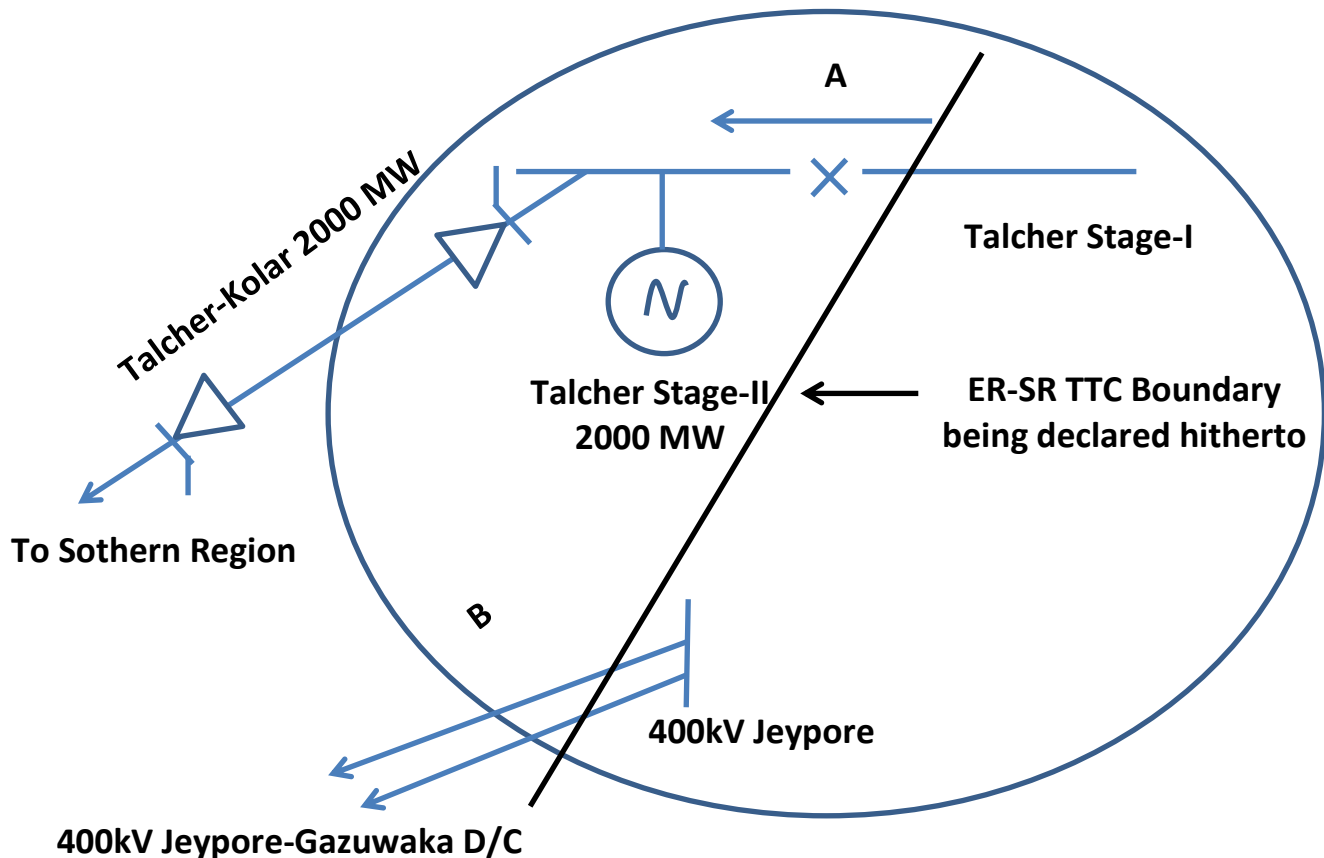 A
Talcher-Kolar 2000 MW
Talcher Stage-I
Talcher Stage-II
2000 MW
ER-SR TTC Boundary
being declared hitherto
To Sothern Region
B
400kV Jeypore
400kV Jeypore-Gazuwaka D/C